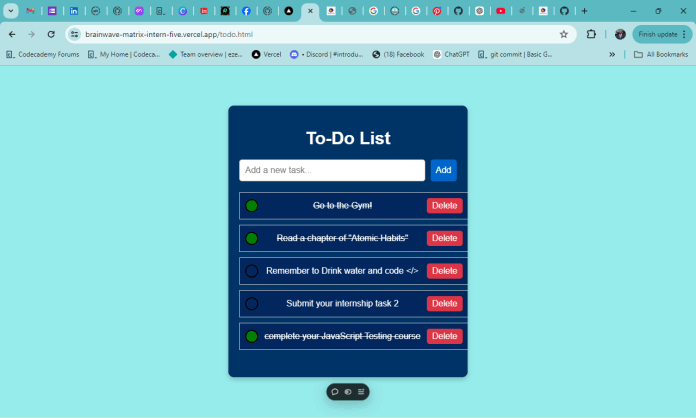 Finish update
brainwave-matrix-intern-five.vercel.app/todo.html
Codecademy Forums
My Home | Codeca...
Team overview | eze...
Vercel
• Discord | #introdu...
(18) Facebook
ChatGPT
git commit | Basic G...
»
All Bookmarks
To-Do List
Add a new task...
Add
Go to the Gym!
Delete
Read a chapter of "Atomic Habits"
Delete
Remember to Drink water and code </>
Delete
Submit your internship task 2
Delete
complete your JavaScript Testing course
Delete